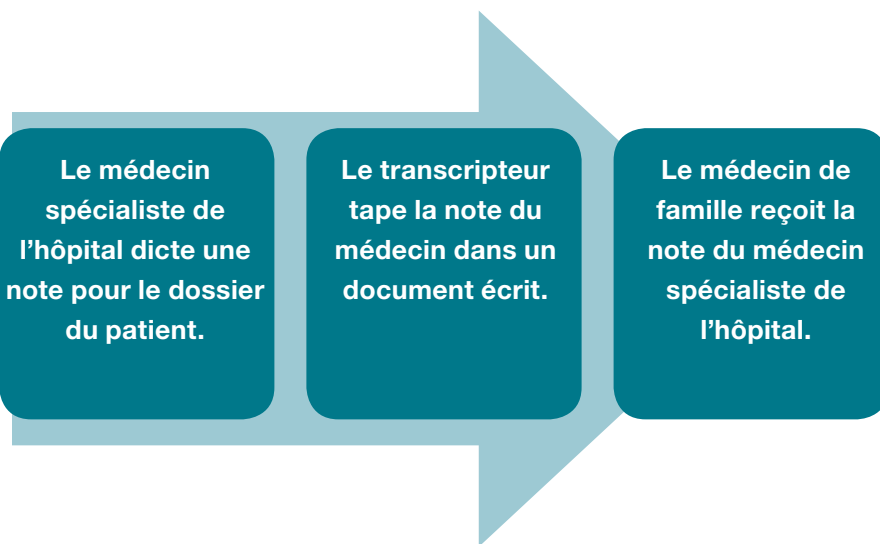 Le médecin
spécialiste de
l’hôpital dicte une
note pour le dossier
du patient.
Le transcripteur
tape la note du
médecin dans un
document écrit.
Le médecin de
famille reçoit la
note du médecin
spécialiste de
l’hôpital.